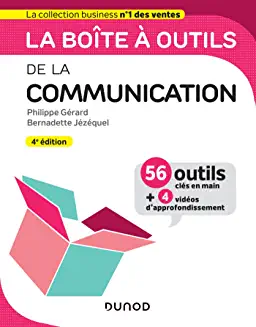 La collection business n°1 des ventes
LA BOÎTE À OUTILS
DE LA
COMMUNICATION
Philippe Gérard
Bernadette Jézéquel
4e édition
56 outils
clés en main
+ 4 vidéos
d'approfondissement
DUNOD